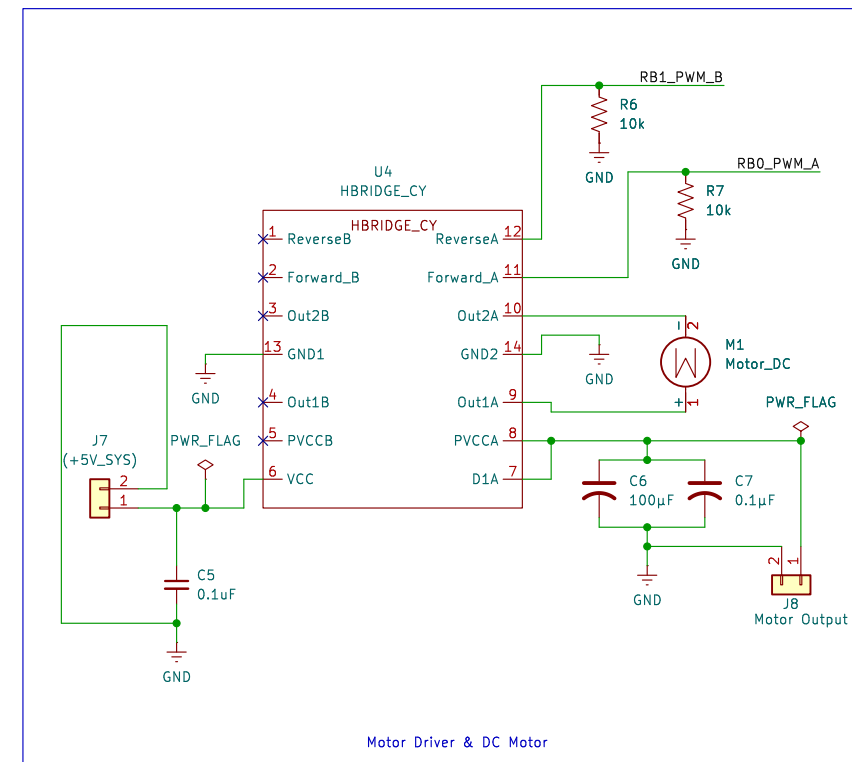 RB1_PWM_B
R6
10k
GND
RB0_PWM_A
R7
10k
GND
U4
HBRIDGE_CY
HBRIDGE_CY
1 ReverseB
ReverseA 12
2 Forward_B
Forward_A 11
3 Out2B
Out2A 10
13 GND1
GND2 14
4 Out1B
Out1A 9
5 PVCCB
PVCCA 8
6 VCC
D1A 7
GND
GND
- 2
M1
Motor_DC
+ 1
PWR_FLAG
J7
(+5V_SYS)
2
1
PWR_FLAG
C6
100µF
C7
0.1µF
C5
0.1uF
GND
GND
2 1
J8
Motor Output
Motor Driver & DC Motor